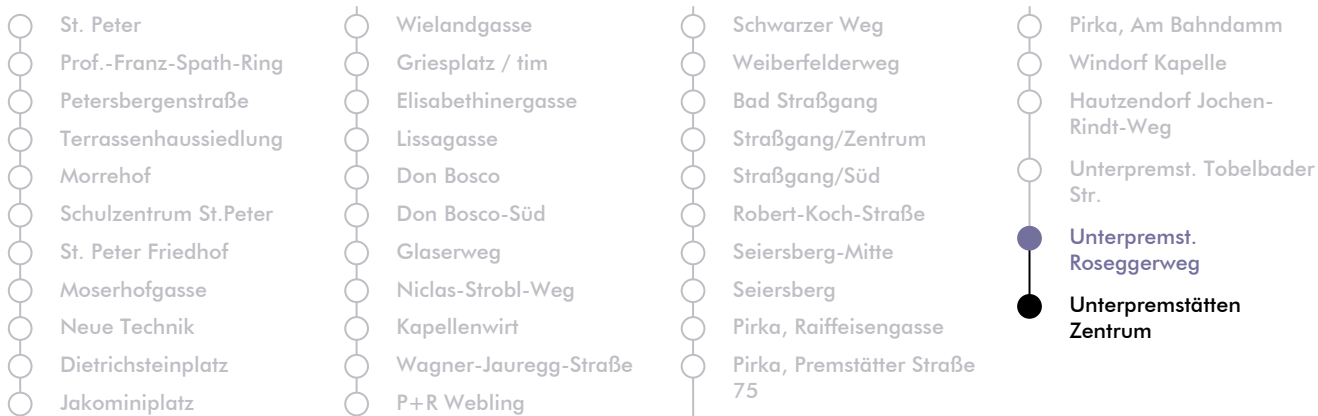 St. Peter
Prof.-Franz-Spath-Ring
Petersbergenstraße
Terrassenhaussiedlung
Morrehof
Schulzentrum St.Peter
St. Peter Friedhof
Moserhofgasse
Neue Technik
Dietrichsteinplatz
Jakominiplatz
Wielandgasse
Griesplatz / tim
Elisabethinergasse
Lissagasse
Don Bosco
Don Bosco-Süd
Glaserweg
Niclas-Strobl-Weg
Kapellenwirt
Wagner-Jauregg-Straße
P+R Webling
Schwarzer Weg
Weiberfelderweg
Bad Straßgang
Straßgang/Zentrum
Straßgang/Süd
Robert-Koch-Straße
Seiersberg-Mitte
Seiersberg
Pirka, Raiffeisengasse
Pirka, Premstätter Straße
75
Pirka, Am Bahndamm
Windorf Kapelle
Hautzendorf Jochen-
Rindt-Weg
Unterpremst. Tobelbader
Str.
Unterpremst.
Roseggerweg
Unterpremstätten
Zentrum